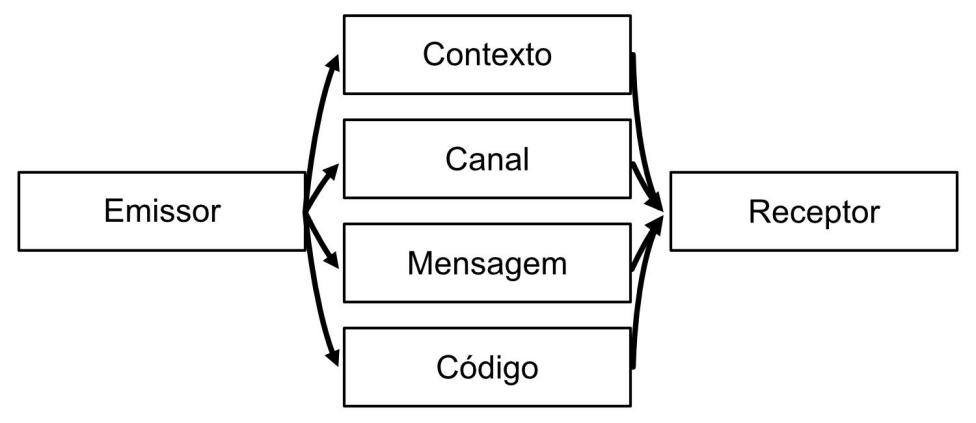 Emissor
Contexto
Canal
Mensagem
Código
Receptor